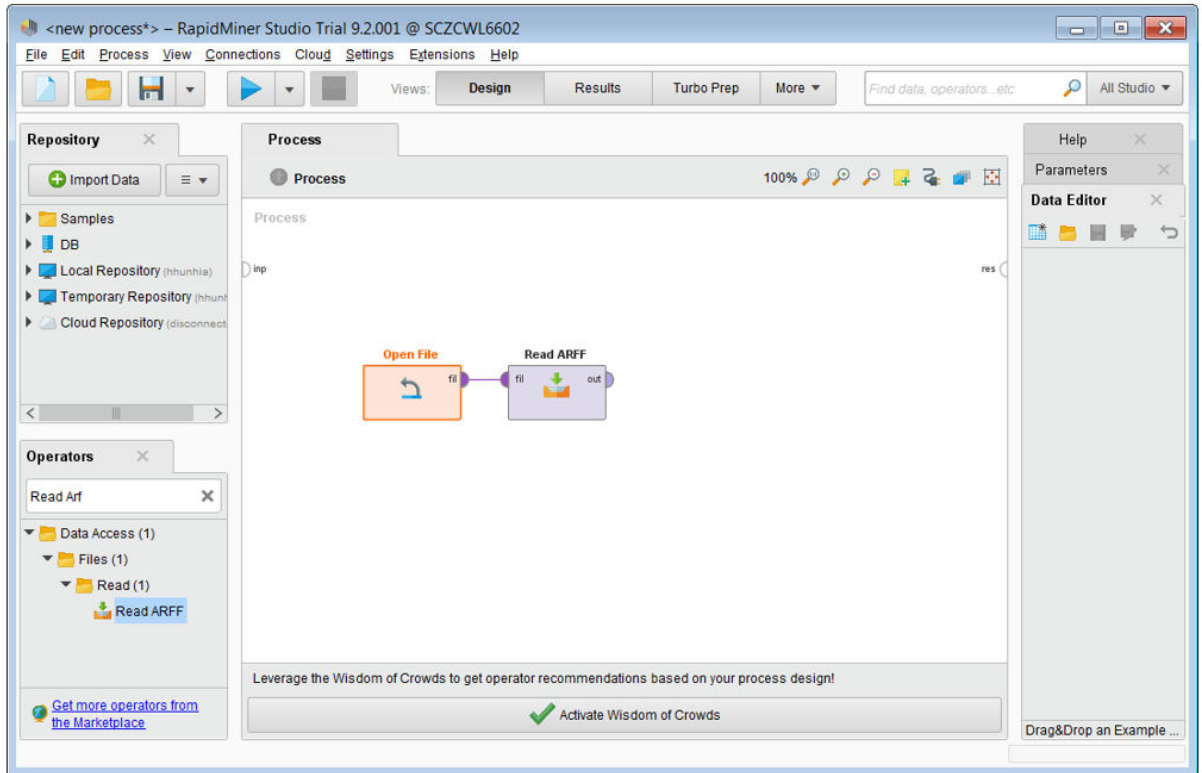 <new process*> – RapidMiner Studio Trial 9.2.001 @ SCZCWL6602
File Edit Process View Connections Cloud Settings Extensions Help
Views: Design Results Turbo Prep More Find data, operators...etc All Studio
Repository
Import Data
Samples
DB
Local Repository (hhunhia)
Temporary Repository (hhunh
Cloud Repository (disconnect
Operators
Read Arf
Data Access (1)
Files (1)
Read (1)
Read ARFF
Get more operators from
the Marketplace
Process
Process
100%
Process
inp
res
Open File
fil
Read ARFF
fil out
Leverage the Wisdom of Crowds to get operator recommendations based on your process design!
Activate Wisdom of Crowds
Help
Parameters
Data Editor
Drag&Drop an Example ...